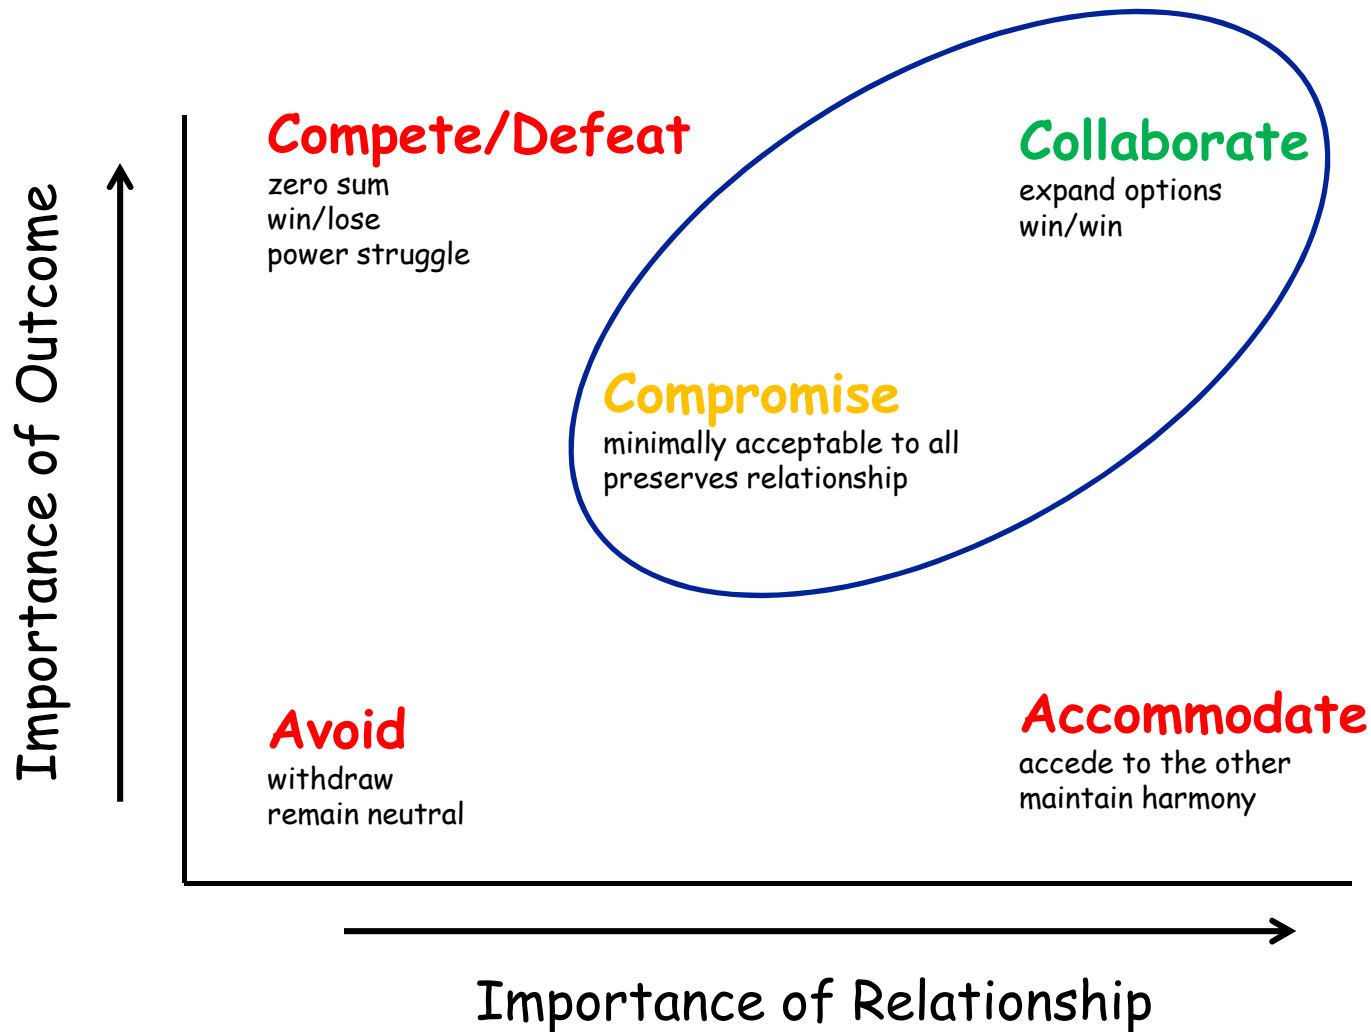 Compete/Defeat
zero sum
win/lose
power struggle
Collaborate
expand options
win/win
Compromise
minimally acceptable to all
preserves relationship
Avoid
withdraw
remain neutral
Accommodate
accede to the other
maintain harmony
Importance of Outcome
Importance of Relationship